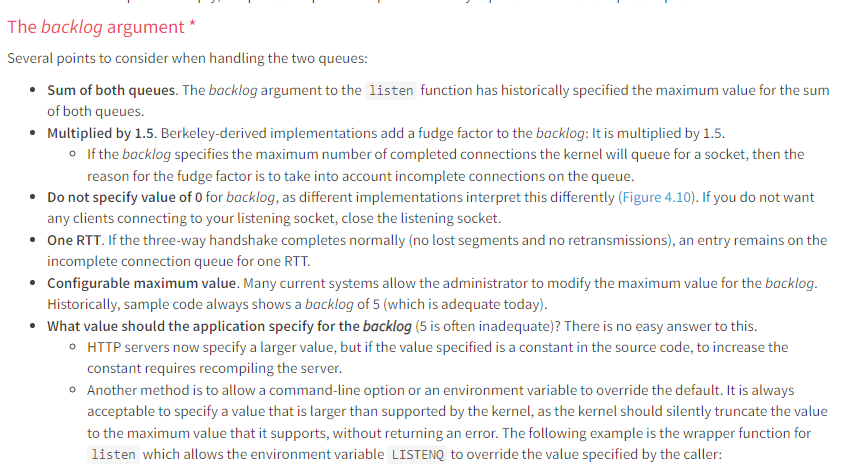 The backlog argument *
Several points to consider when handling the two queues:
• Sum of both queues. The backlog argument to the listen function has historically specified the maximum value for the sum
of both queues.
• Multiplied by 1.5. Berkeley-derived implementations add a fudge factor to the backlog: It is multiplied by 1.5.
◦ If the backlog specifies the maximum number of completed connections the kernel will queue for a socket, then the
reason for the fudge factor is to take into account incomplete connections on the queue.
• Do not specify value of 0 for backlog, as different implementations interpret this differently (Figure 4.10). If you do not want
any clients connecting to your listening socket, close the listening socket.
• One RTT. If the three-way handshake completes normally (no lost segments and no retransmissions), an entry remains on the
incomplete connection queue for one RTT.
• Configurable maximum value. Many current systems allow the administrator to modify the maximum value for the backlog.
Historically, sample code always shows a backlog of 5 (which is adequate today).
• What value should the application specify for the backlog (5 is often inadequate)? There is no easy answer to this.
◦ HTTP servers now specify a larger value, but if the value specified is a constant in the source code, to increase the
constant requires recompiling the server.
◦ Another method is to allow a command-line option or an environment variable to override the default. It is always
acceptable to specify a value that is larger than supported by the kernel, as the kernel should silently truncate the value
to the maximum value that it supports, without returning an error. The following example is the wrapper function for
listen which allows the environment variable LISTENQ to override the value specified by the caller: